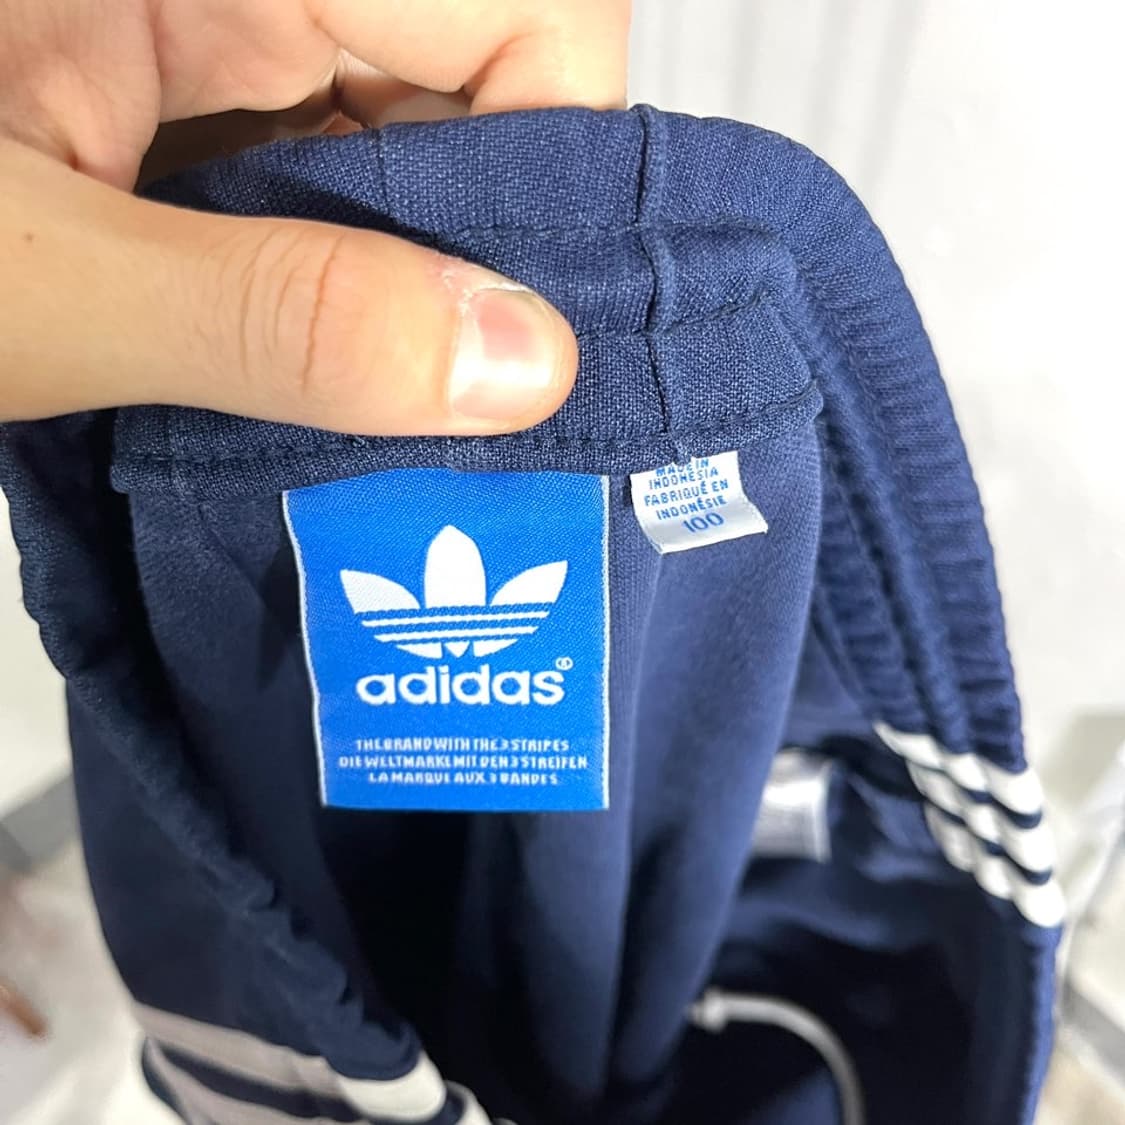 adidas®
THE BRAND WITH THE 3 STRIPES
DIE WELTMARKE MIT DEN 3 STREIFEN
LA MARQUE AUX 3 BANDES
MADE IN
INDONESIA
FABRIQUÉ EN
INDONÉSIE
100